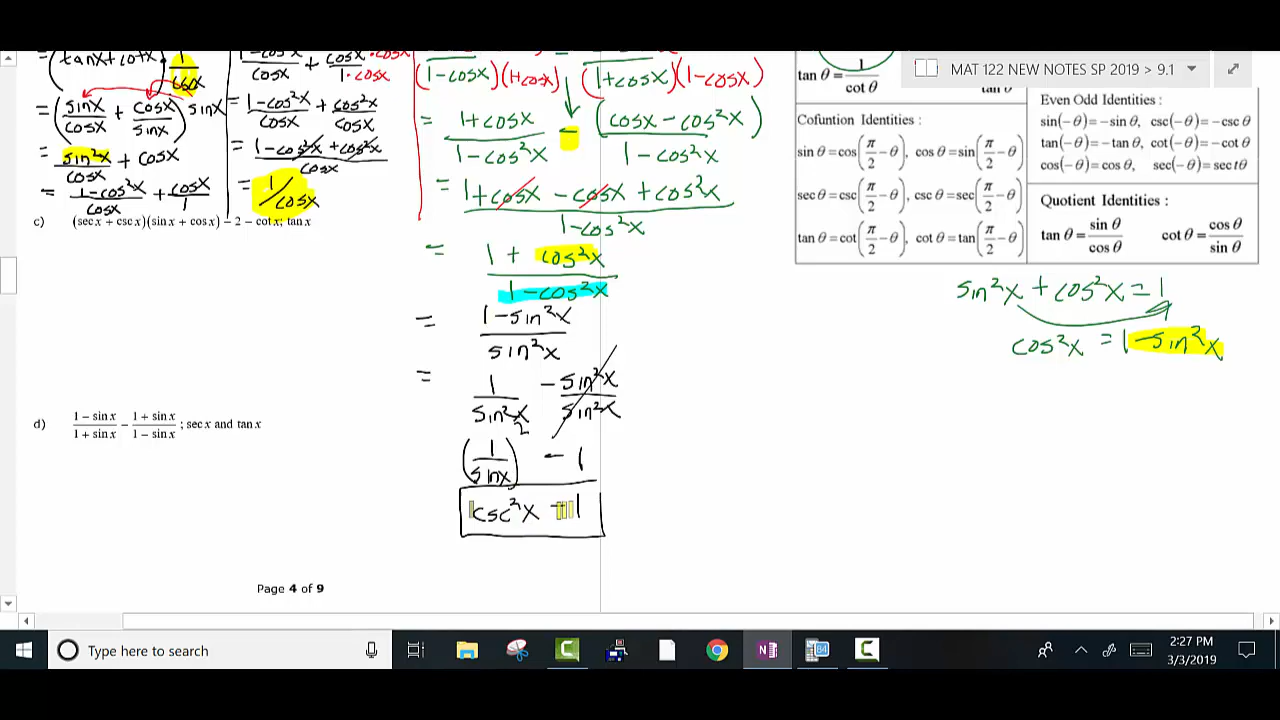 = (tanx + cotx) 1/cscx
= (sinx/cosx + cosx/sinx) sinx
= sin²x/cosx + cosx
= 1-cos²x/cosx + cosx/1
1-cos²x/cosx + cosx/1 ·cosx/·cosx
= 1-cos²x/cosx + cos²x/cosx
= 1-cos²x+cos²x/cosx
= 1/cosx
c) (sec x + csc x)(sin x + cos x) − 2 − cot x; tan x
d) 1 − sin x/1 + sin x − 1 + sin x/1 − sin x ; sec x and tan x
Page 4 of 9
(1-cosx)(1+cosx) (1+cosx)(1-cosx)
= 1+cosx/1-cos²x - (cosx - cos²x)/1-cos²x
= 1+cosx - cosx + cos²x/1-cos²x
= 1 + cos²x/1-cos²x
= 1-sin²x/sin²x
= 1/sin²x - sin²x/sin²x
(1/sinx)² - 1
csc²x - 1
MAT 122 NEW NOTES SP 2019 > 9.1
tan θ = 1/cot θ
tan θ
Cofuntion Identities :
sin θ = cos(π/2 − θ), cos θ = sin(π/2 − θ)
sec θ = csc(π/2 − θ), csc θ = sec(π/2 − θ)
tan θ = cot(π/2 − θ), cot θ = tan(π/2 − θ)
Even Odd Identities :
sin(−θ) = −sin θ, csc(−θ) = −csc θ
tan(−θ) = −tan θ, cot(−θ) = −cot θ
cos(−θ) = cos θ, sec(−θ) = sec tθ
Quotient Identities :
tan θ = sin θ/cos θ cot θ = cos θ/sin θ
sin²x + cos²x = 1
cos²x = 1 - sin²x
Type here to search
2:27 PM
3/3/2019